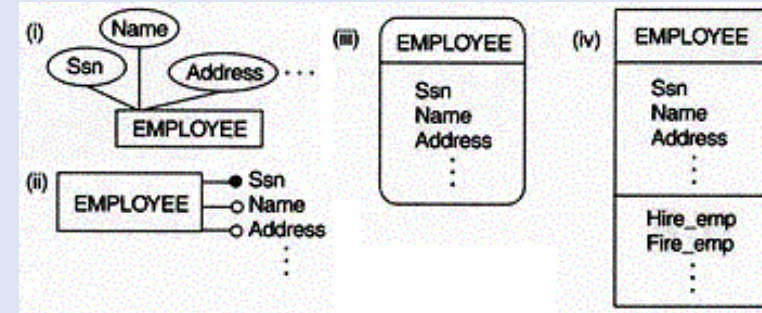 (i)
Name
Ssn
Address . . .
EMPLOYEE
(ii)
EMPLOYEE
Ssn
Name
Address
(iii)
EMPLOYEE
Ssn
Name
Address
(iv)
EMPLOYEE
Ssn
Name
Address
Hire_emp
Fire_emp